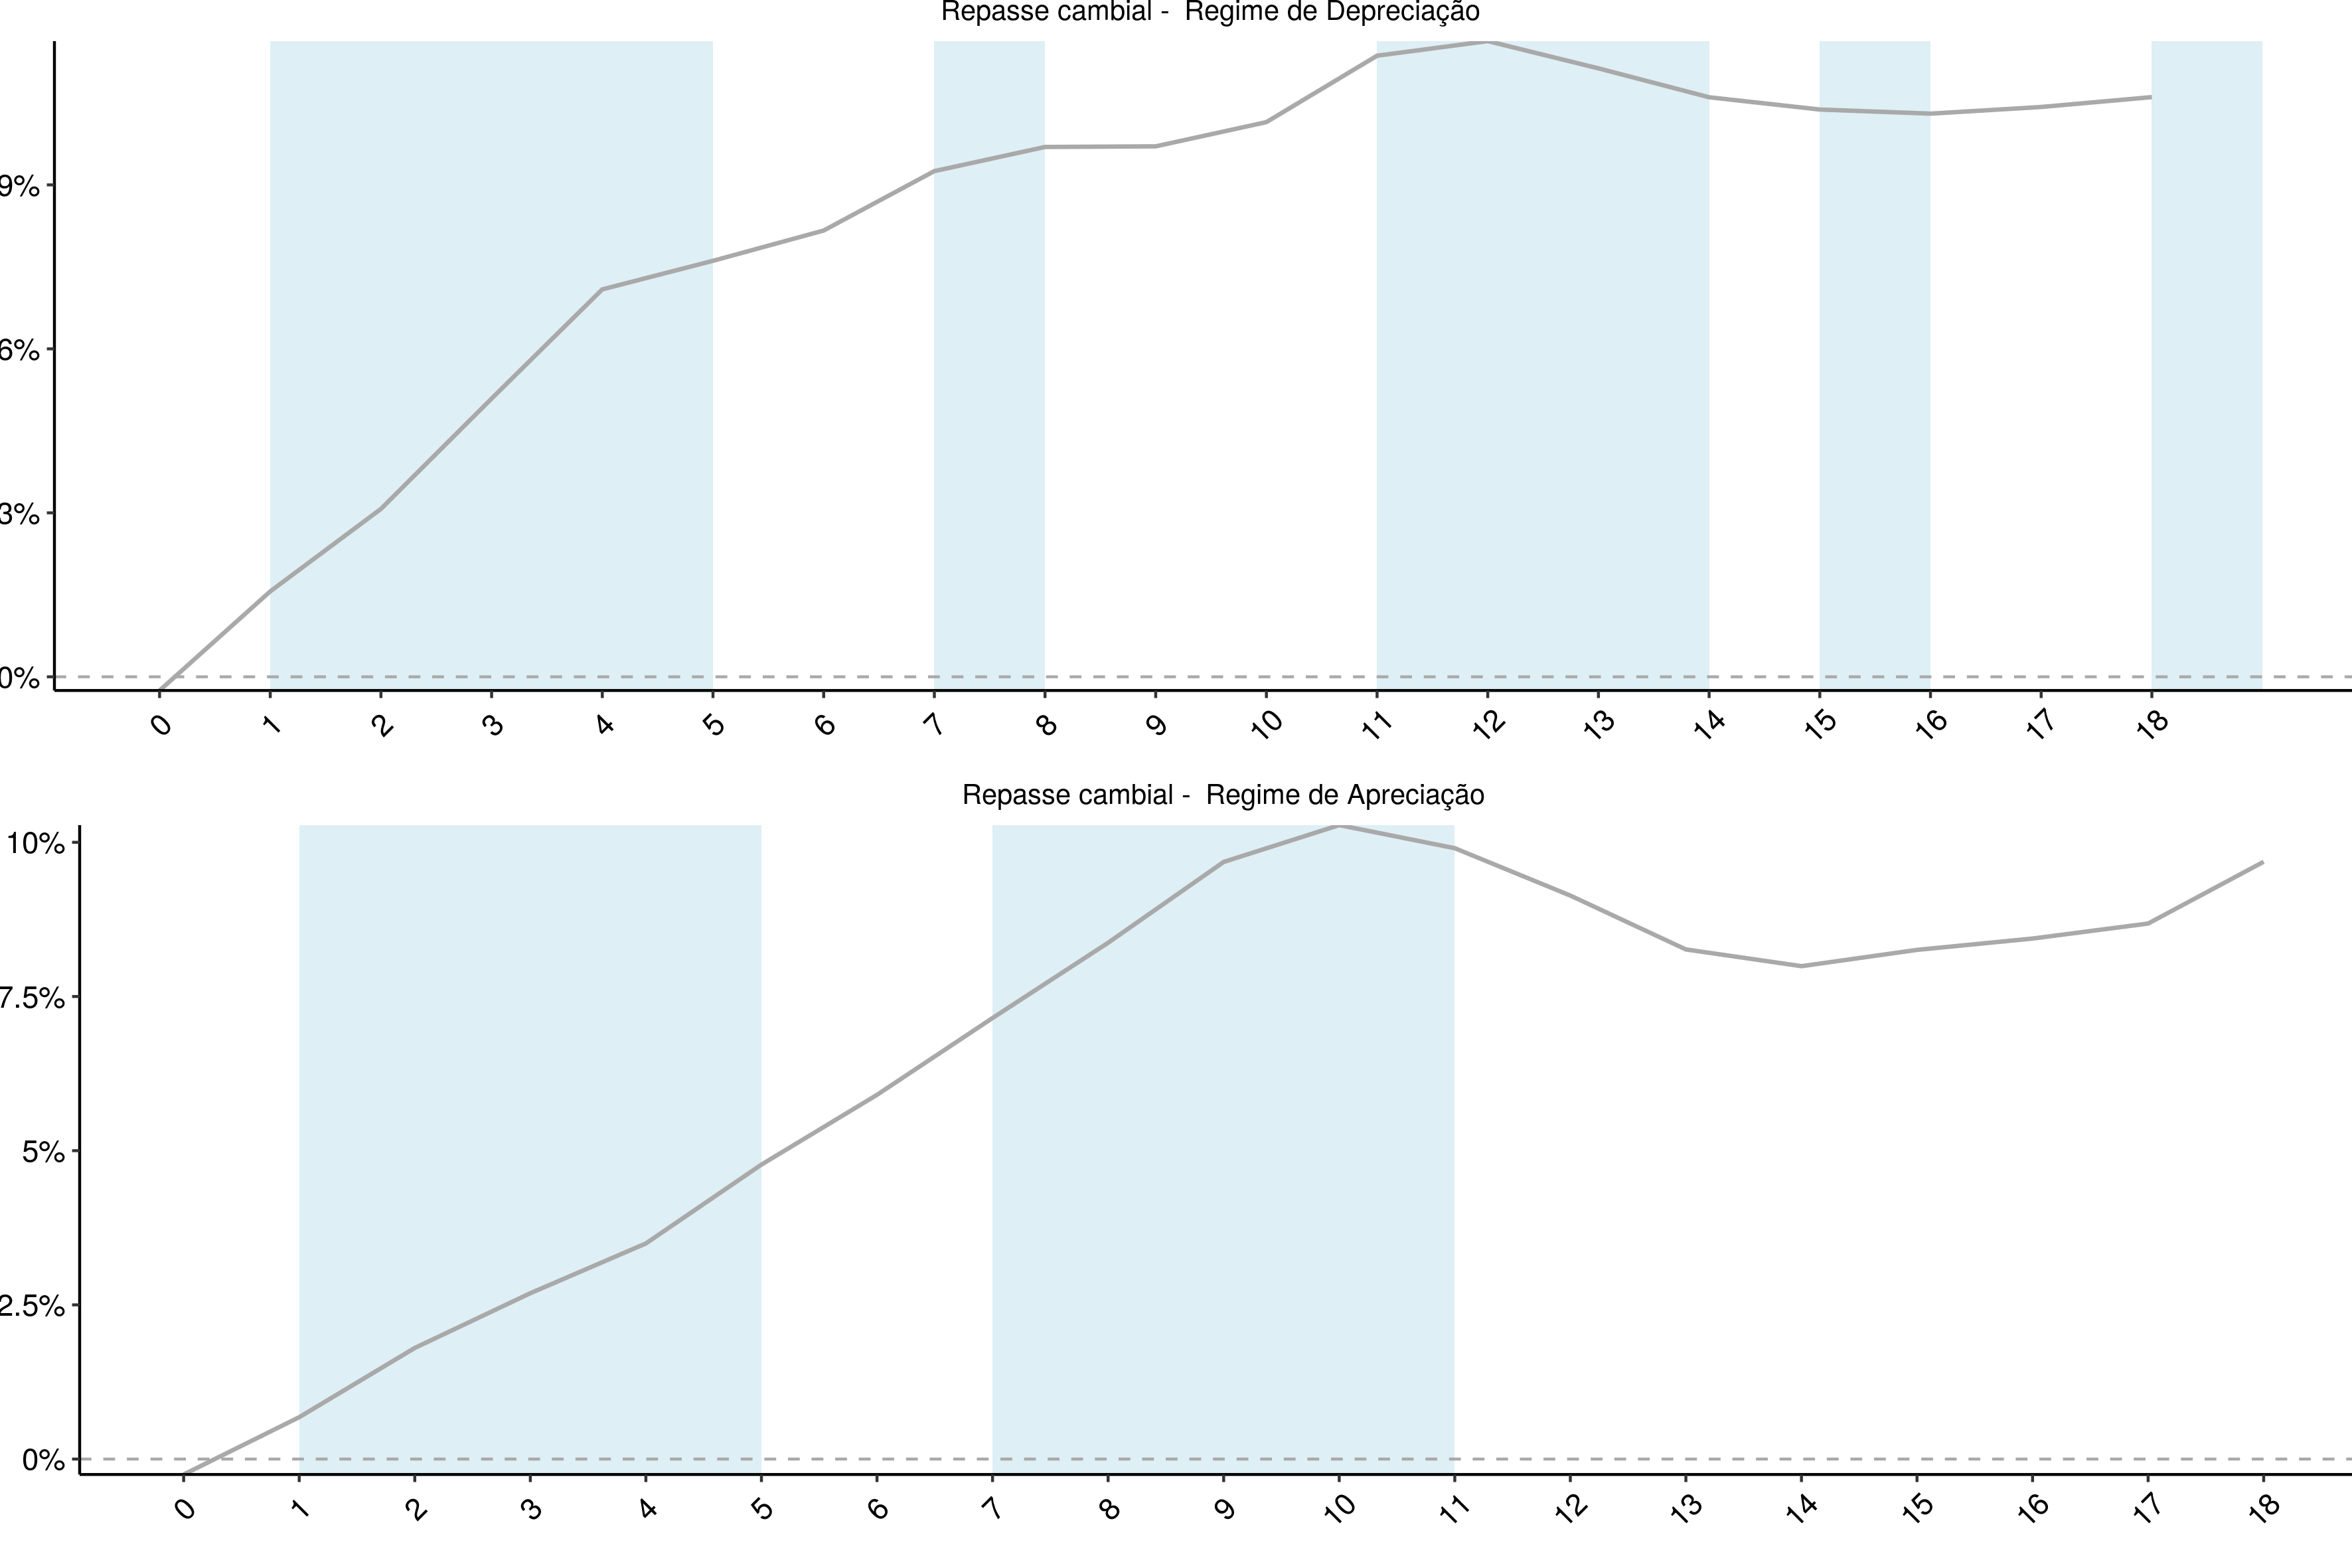 Repasse cambial -  Regime de Depreciação
9%
6%
3%
0%
0 1 2 3 4 5 6 7 8 9 10 11 12 13 14 15 16 17 18
Repasse cambial -  Regime de Apreciação
10%
7.5%
5%
2.5%
0%
0 1 2 3 4 5 6 7 8 9 10 11 12 13 14 15 16 17 18